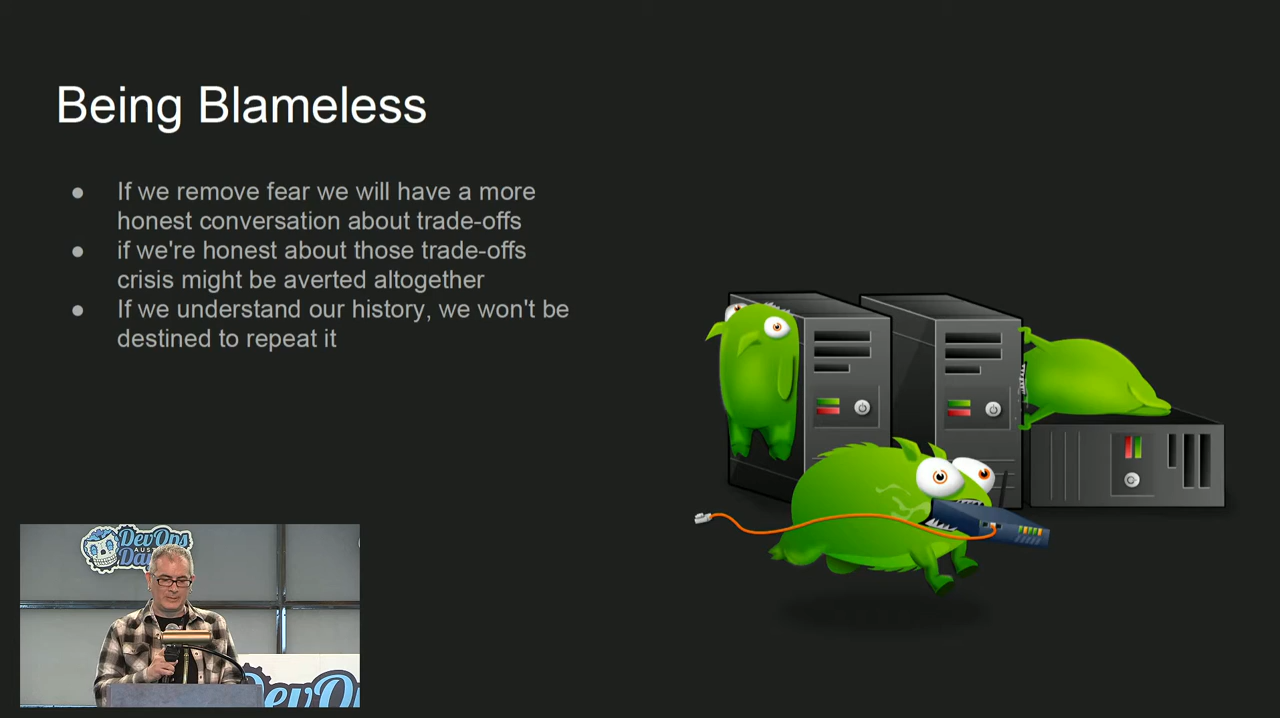 Being Blameless
● If we remove fear we will have a more
honest conversation about trade-offs
● if we're honest about those trade-offs
crisis might be averted altogether
● If we understand our history, we won't be
destined to repeat it
DevOps
AUSTIN